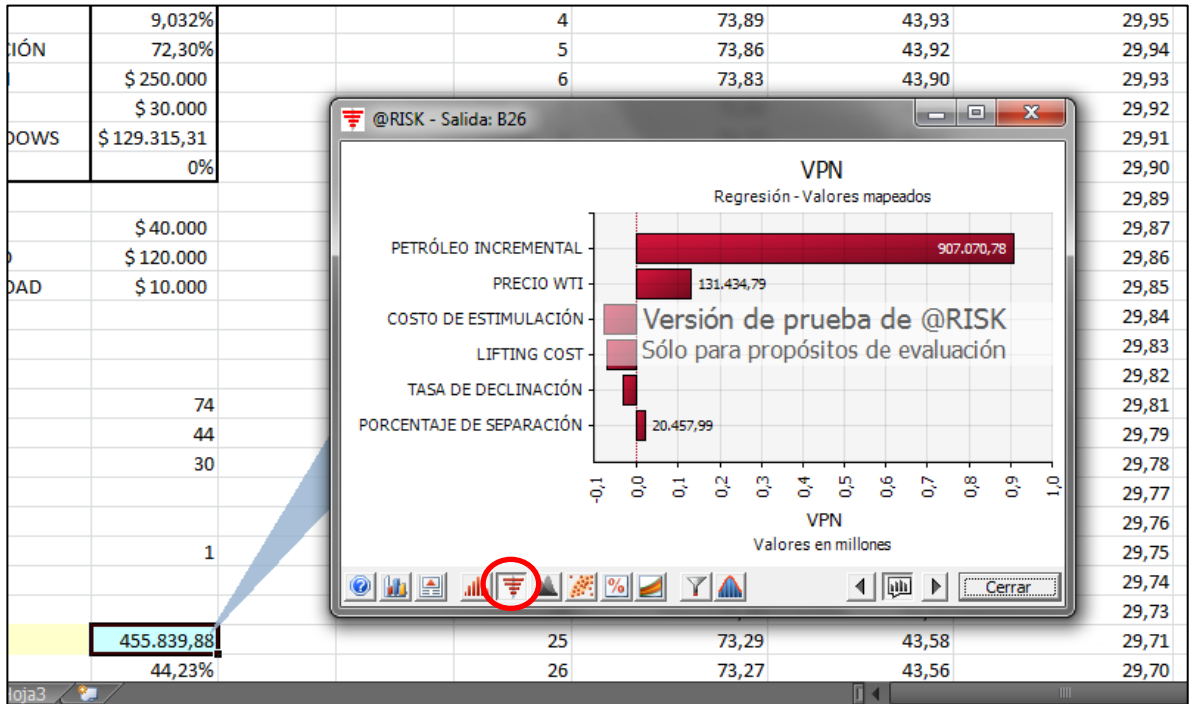 9,032% 4 73,89 43,93 29,95
CIÓN 72,30% 5 73,86 43,92 29,94
$ 250.000 6 73,83 43,90 29,93
$ 30.000 29,92
@RISK - Salida: B26
DOWS $ 129.315,31 29,91
0% 29,90
VPN
Regresión - Valores mapeados
29,89
$ 40.000 29,87
PETRÓLEO INCREMENTAL 907.070,78
$ 120.000 29,86
PRECIO WTI 131.434,79
DAD $ 10.000 29,85
COSTO DE ESTIMULACIÓN 29,84
Versión de prueba de @RISK
LIFTING COST 29,83
Sólo para propósitos de evaluación
TASA DE DECLINACIÓN 29,82
74 29,81
PORCENTAJE DE SEPARACIÓN 20.457,99
44 29,79
30 29,78
-0,1 0,0 0,1 0,2 0,3 0,4 0,5 0,6 0,7 0,8 0,9 1,0
29,77
VPN
29,76
Valores en millones
1 29,75
Cerrar 29,74
29,73
455.839,88 25 73,29 43,58 29,71
44,23% 26 73,27 43,56 29,70
Hoja3